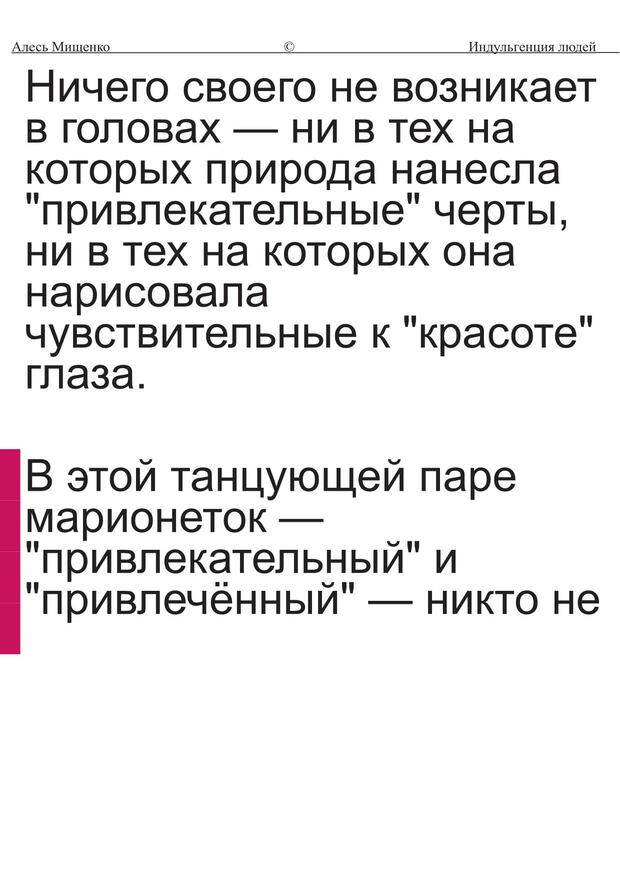 Алесь Мищенко © Индульгенция людей
Ничего своего не возникает
в головах — ни в тех на
которых природа нанесла
"привлекательные" черты,
ни в тех на которых она
нарисовала
чувствительные к "красоте"
глаза.
В этой танцующей паре
марионеток —
"привлекательный" и
"привлечённый" — никто не